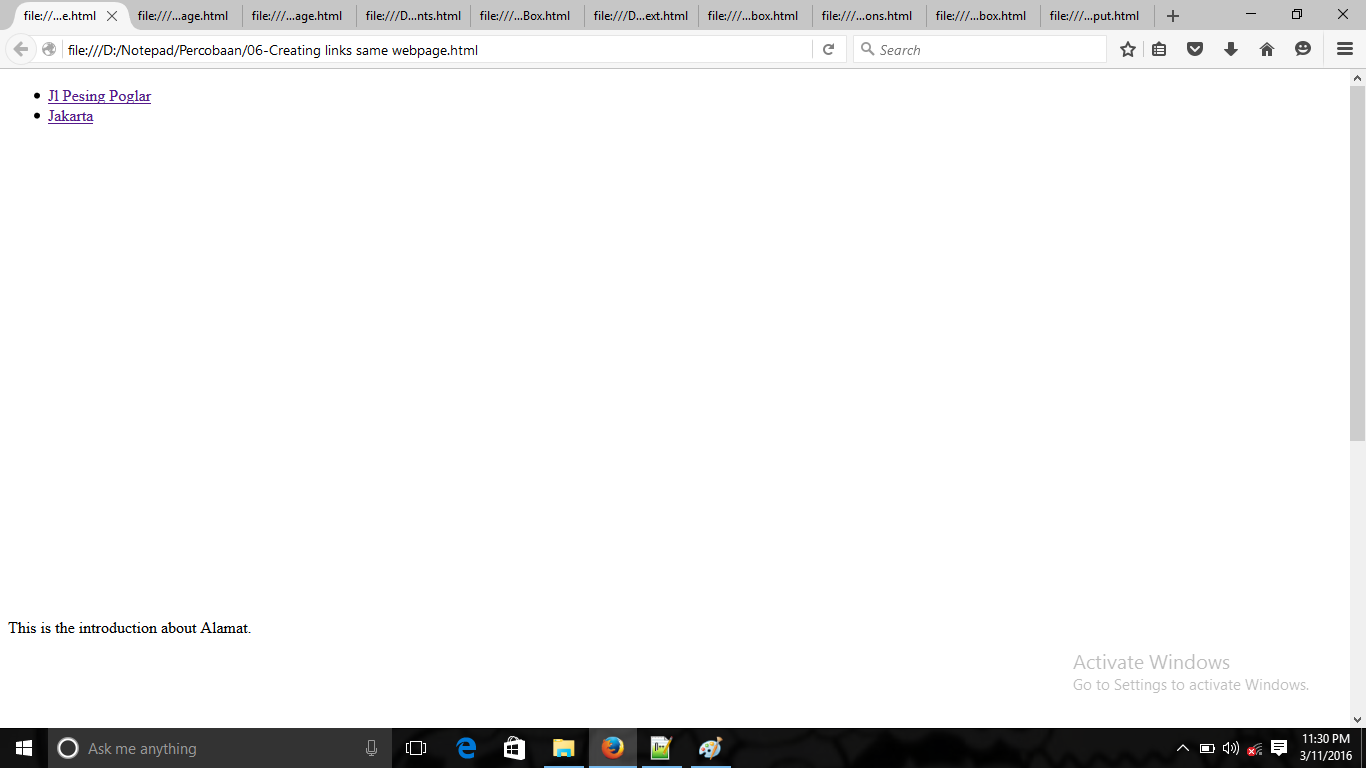 file://...e.html file:///...age.html file:///...age.html file:///D...nts.html file:///...Box.html file:///D...ext.html file:///...box.html file:///...ons.html file:///...box.html file:///...put.html
file:///D:/Notepad/Percobaan/06-Creating links same webpage.html Search
• Jl Pesing Poglar
• Jakarta
This is the introduction about Alamat.
Activate Windows
Go to Settings to activate Windows.
Ask me anything
11:30 PM
3/11/2016